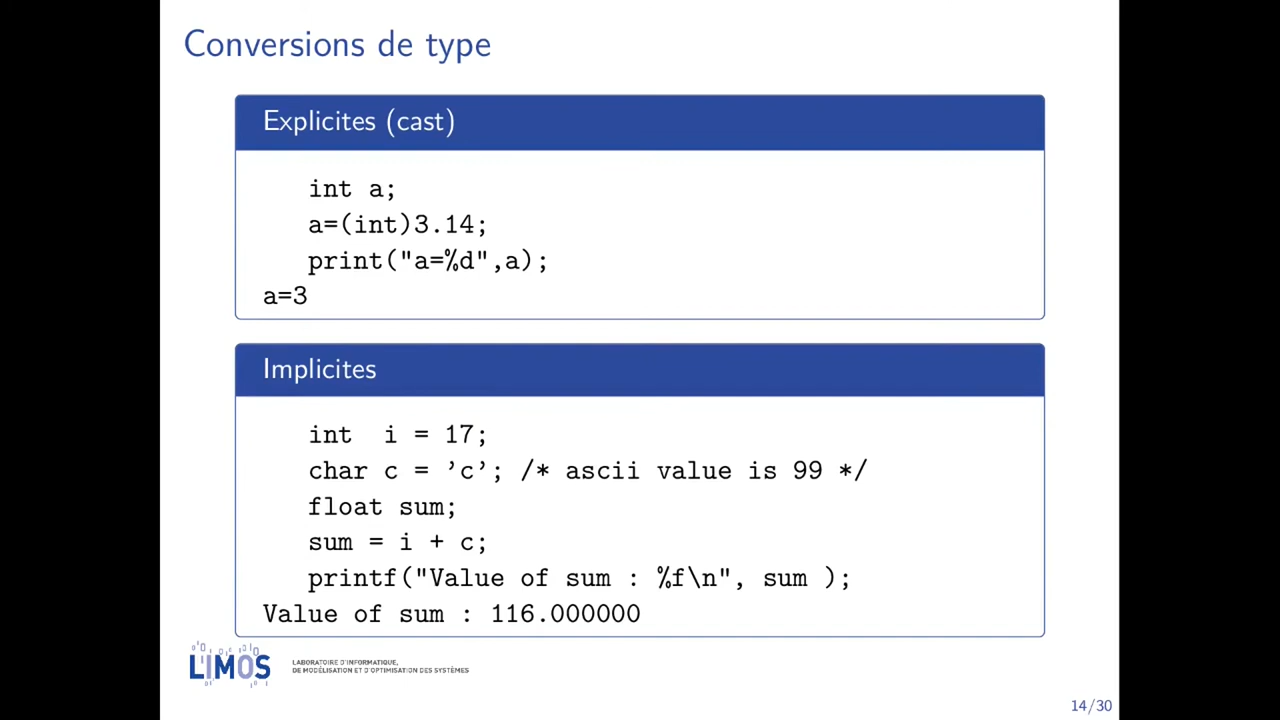 Conversions de type
Explicites (cast)
int a;
a=(int)3.14;
print("a=%d",a);
a=3
Implicites
int  i = 17;
char c = ’c’; /* ascii value is 99 */
float sum;
sum = i + c;
printf("Value of sum : %f\n", sum );
Value of sum : 116.000000
LIMOS
LABORATOIRE D'INFORMATIQUE,
DE MODÉLISATION ET D'OPTIMISATION DES SYSTÈMES
14/30